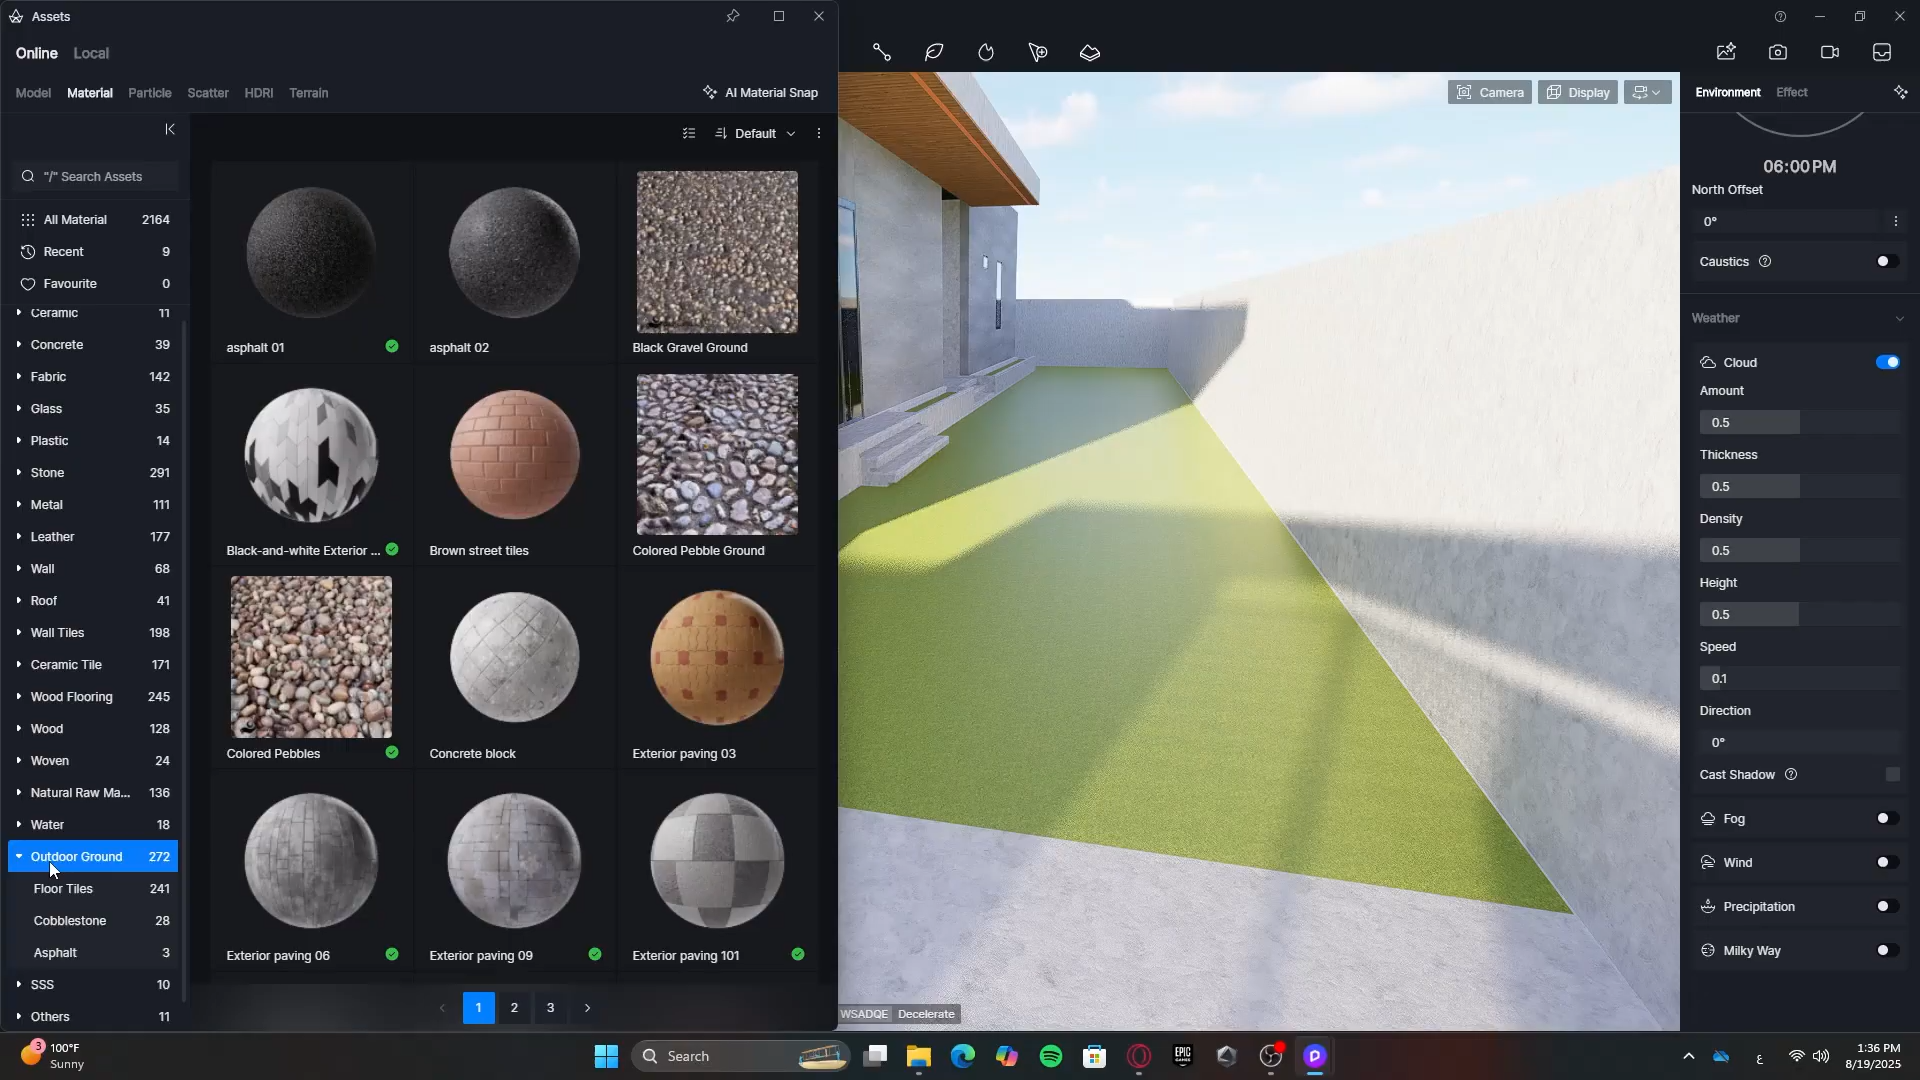 Assets
Online Local
Model Material Particle Scatter HDRI Terrain
AI Material Snap
Default
"/" Search Assets
All Material 2164
Recent 9
Favourite 0
Ceramic 11
Concrete 39
Fabric 142
Glass 35
Plastic 14
Stone 291
Metal 111
Leather 177
Wall 68
Roof 41
Wall Tiles 198
Ceramic Tile 171
Wood Flooring 245
Wood 128
Woven 24
Natural Raw Ma... 136
Water 18
Outdoor Ground 272
Floor Tiles 241
Cobblestone 28
Asphalt 3
SSS 10
Others 11
asphalt 01
asphalt 02
Black Gravel Ground
Black-and-white Exterior ...
Brown street tiles
Colored Pebble Ground
Colored Pebbles
Concrete block
Exterior paving 03
Exterior paving 06
Exterior paving 09
Exterior paving 101
1 2 3
Camera
Display
WSADQE Decelerate
Environment Effect
06:00PM
North Offset
0°
Caustics
Weather
Cloud
Amount
0.5
Thickness
0.5
Density
0.5
Height
0.5
Speed
0.1
Direction
0°
Cast Shadow
Fog
Wind
Precipitation
Milky Way
3
100°F
Sunny
Search
EPIC GAMES
ع
1:36 PM
8/19/2025